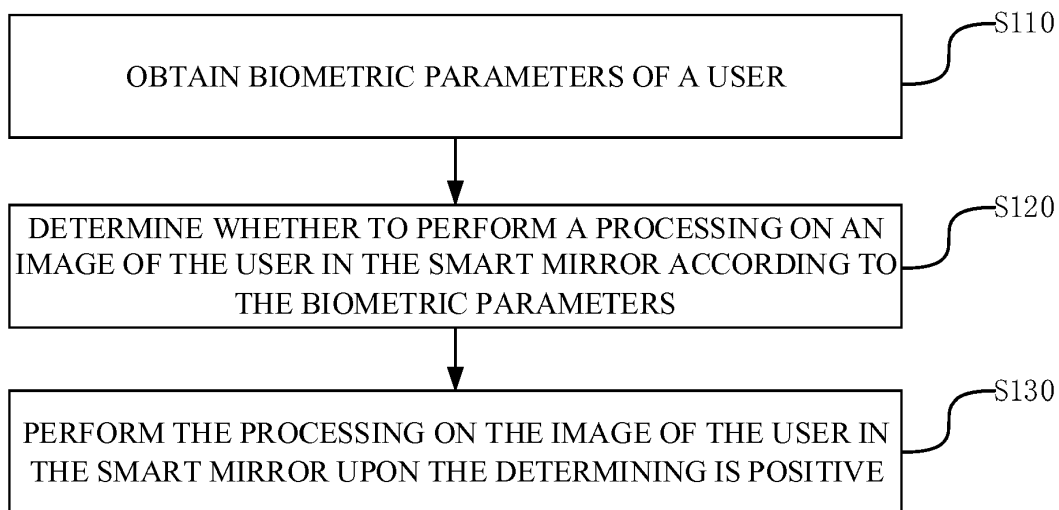 S110
OBTAIN BIOMETRIC PARAMETERS OF A USER
S120
DETERMINE WHETHER TO PERFORM A PROCESSING ON AN
IMAGE OF THE USER IN THE SMART MIRROR ACCORDING TO
THE BIOMETRIC PARAMETERS
S130
PERFORM THE PROCESSING ON THE IMAGE OF THE USER IN
THE SMART MIRROR UPON THE DETERMINING IS POSITIVE